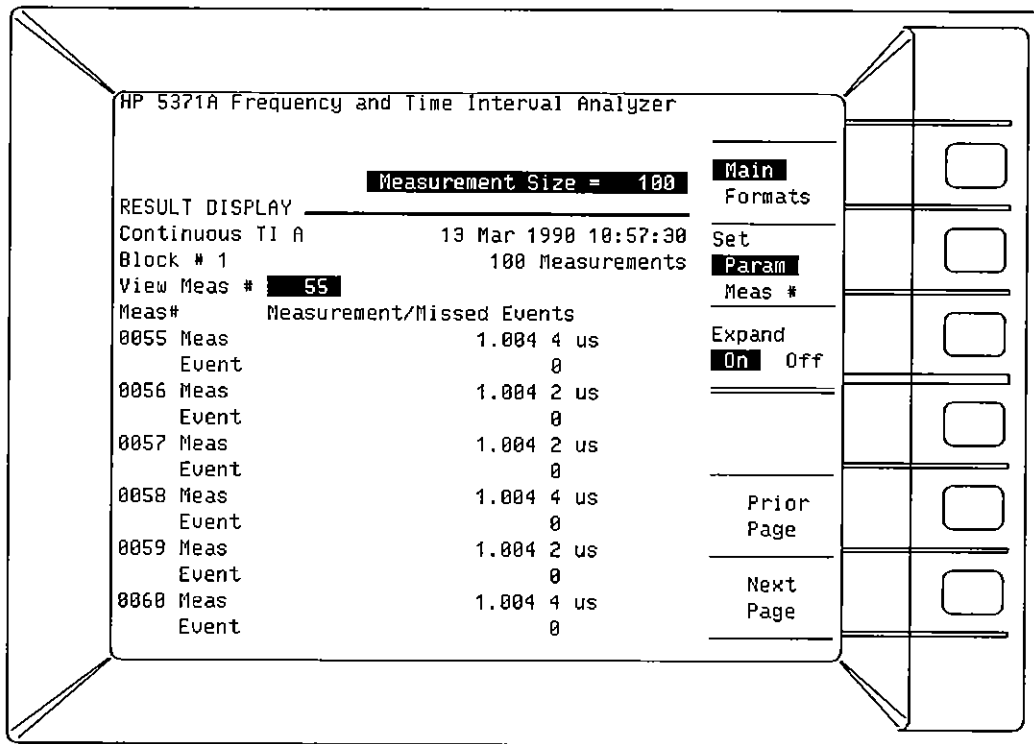 HP 5371A Frequency and Time Interval Analyzer
Measurement Size = 100
RESULT DISPLAY
Continuous TI A 13 Mar 1990 10:57:30
Block # 1 100 Measurements
View Meas # 55
Meas# Measurement/Missed Events
0055 Meas 1.004 4 us
Event 0
0056 Meas 1.004 2 us
Event 0
0057 Meas 1.004 2 us
Event 0
0058 Meas 1.004 4 us
Event 0
0059 Meas 1.004 2 us
Event 0
0060 Meas 1.004 4 us
Event 0
Main
Formats
Set
Param
Meas #
Expand
On Off
Prior
Page
Next
Page